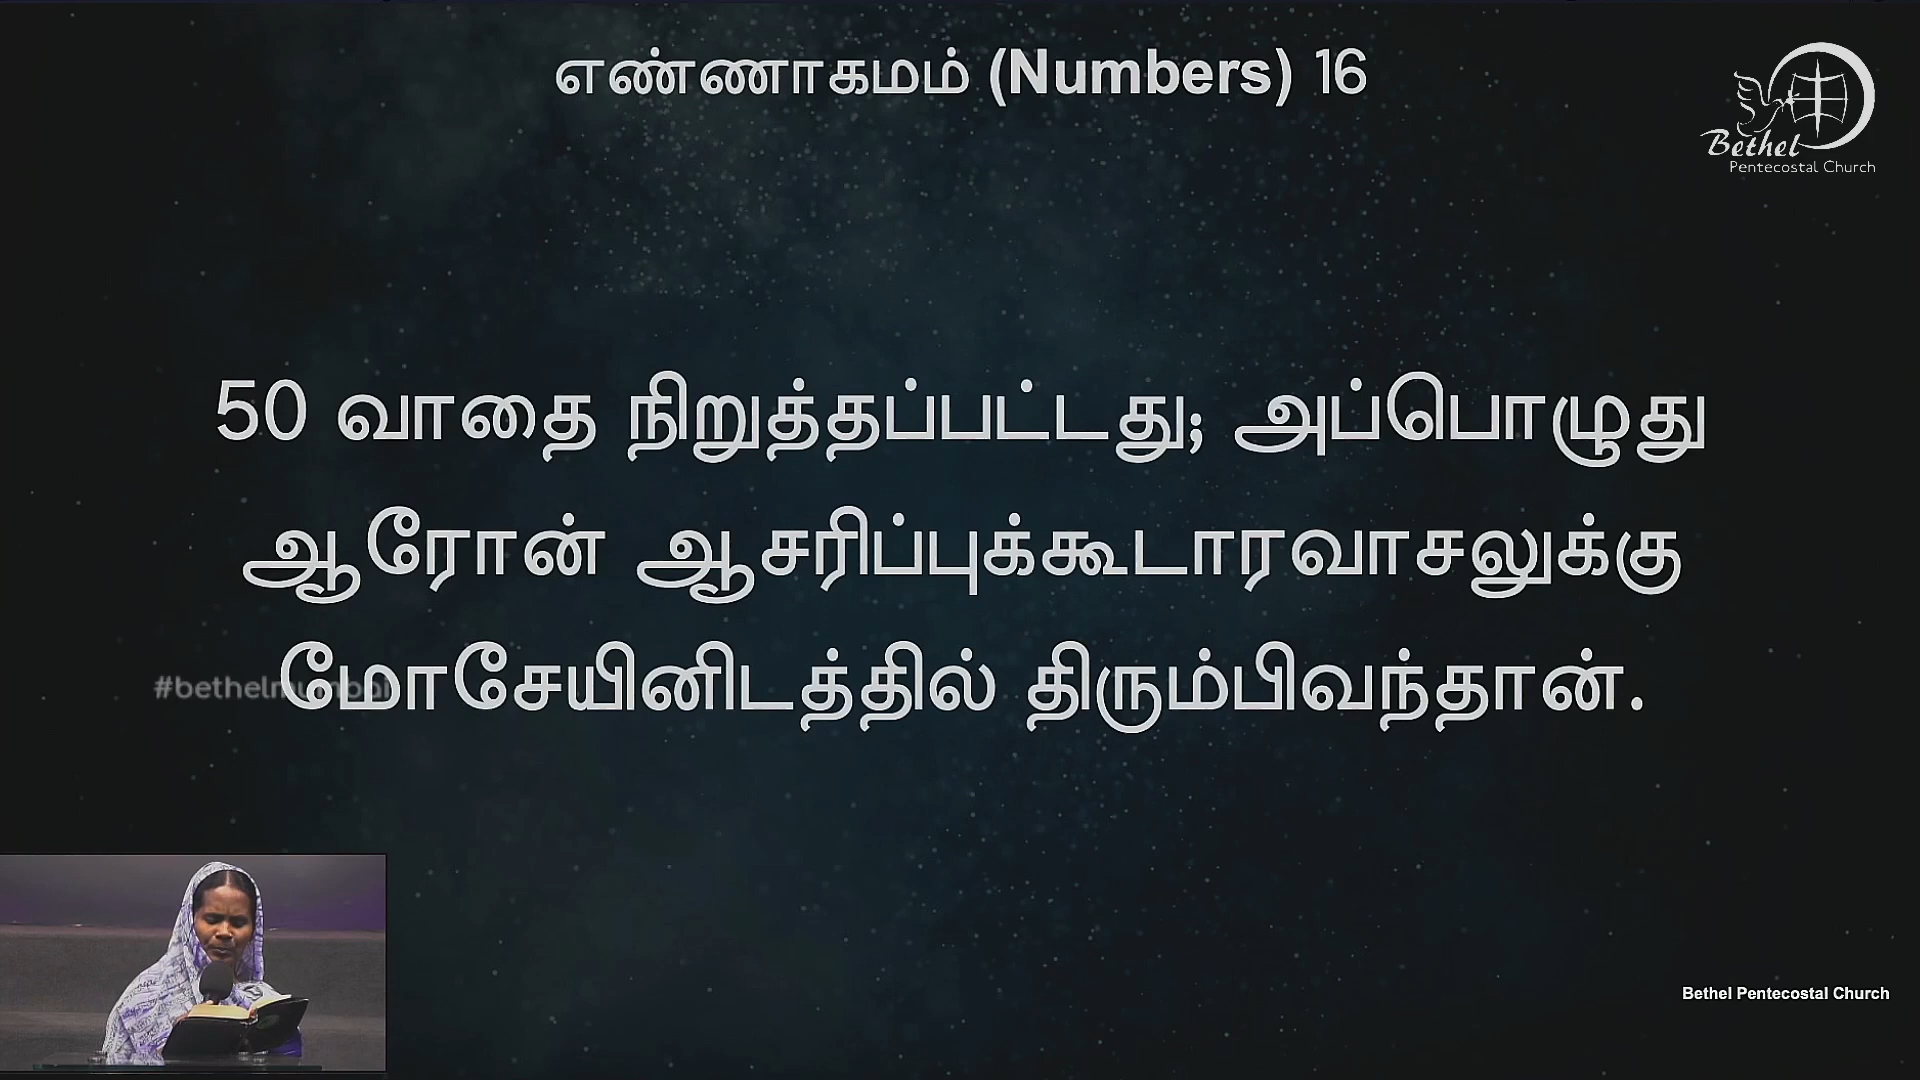 எண்ணாகமம் (Numbers) 16
Bethel
Pentecostal Church
50 வாதை நிறுத்தப்பட்டது; அப்பொழுது
ஆரோன் ஆசரிப்புக்கூடாரவாசலுக்கு
#bethelmumbai
மோசேயினிடத்தில் திரும்பிவந்தான்.
Bethel Pentecostal Church